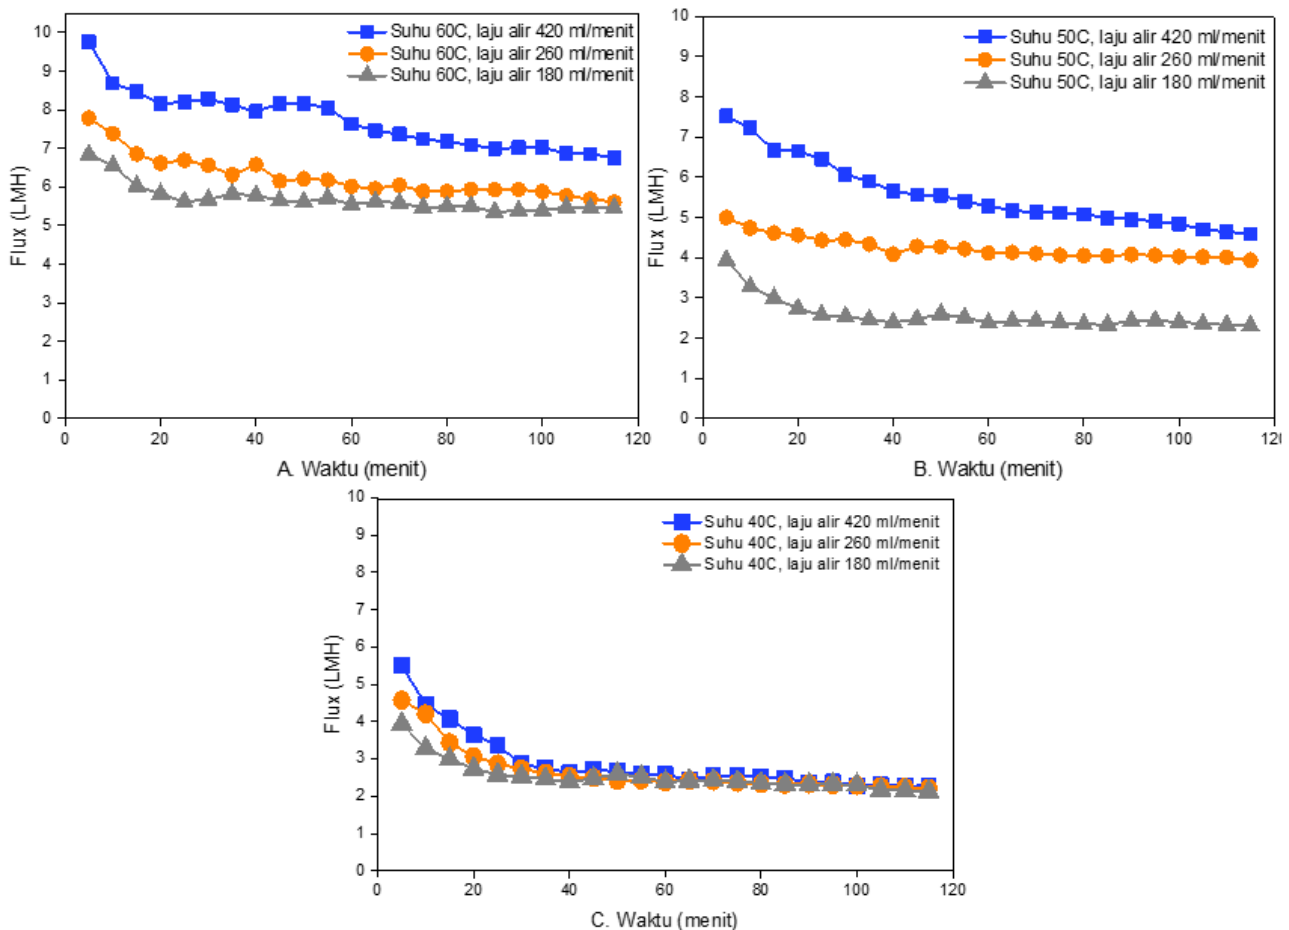 Suhu 60C, laju alir 420 ml/menit
Suhu 60C, laju alir 260 ml/menit
Suhu 60C, laju alir 180 ml/menit
Flux (LMH)
10
9
8
7
6
5
4
3
2
1
0
0 20 40 60 80 100 120
A. Waktu (menit)
Suhu 50C, laju alir 420 ml/menit
Suhu 50C, laju alir 260 ml/menit
Suhu 50C, laju alir 180 ml/menit
Flux (LMH)
10
9
8
7
6
5
4
3
2
1
0
0 20 40 60 80 100 120
B. Waktu (menit)
Suhu 40C, laju alir 420 ml/menit
Suhu 40C, laju alir 260 ml/menit
Suhu 40C, laju alir 180 ml/menit
Flux (LMH)
10
9
8
7
6
5
4
3
2
1
0
0 20 40 60 80 100 120
C. Waktu (menit)